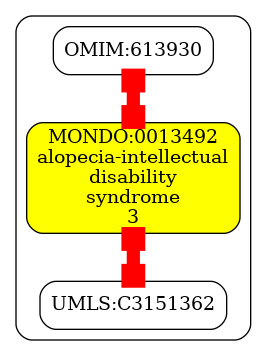 OMIM:613930
MONDO:0013492
alopecia-intellectual
disability
syndrome
3
UMLS:C3151362